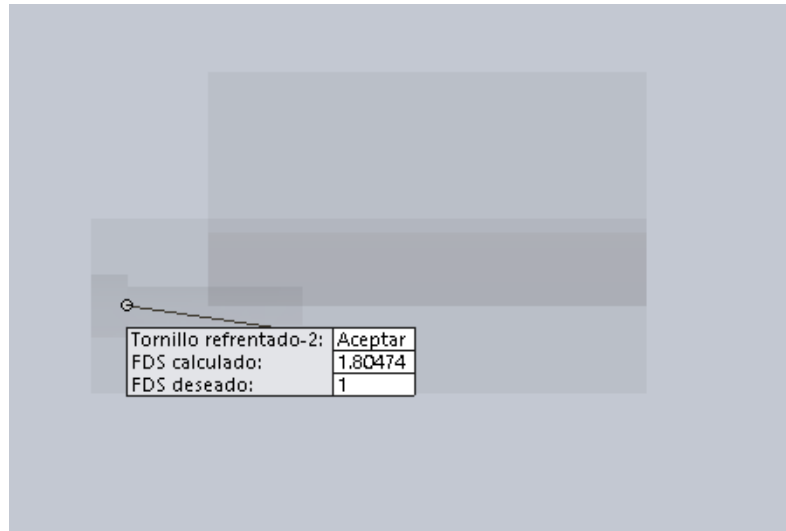 Tornillo refrentado-2: Aceptar
FDS calculado: 1.80474
FDS deseado: 1